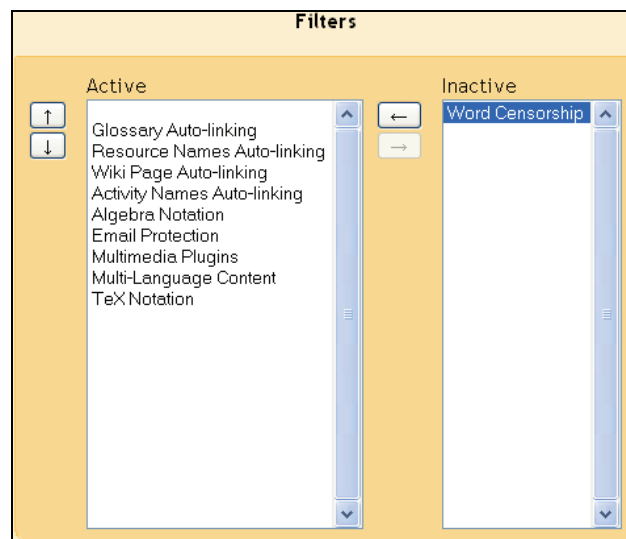 Filters
Active
Inactive
↑
↓
←
→
Glossary Auto-linking
Resource Names Auto-linking
Wiki Page Auto-linking
Activity Names Auto-linking
Algebra Notation
Email Protection
Multimedia Plugins
Multi-Language Content
TeX Notation
Word Censorship